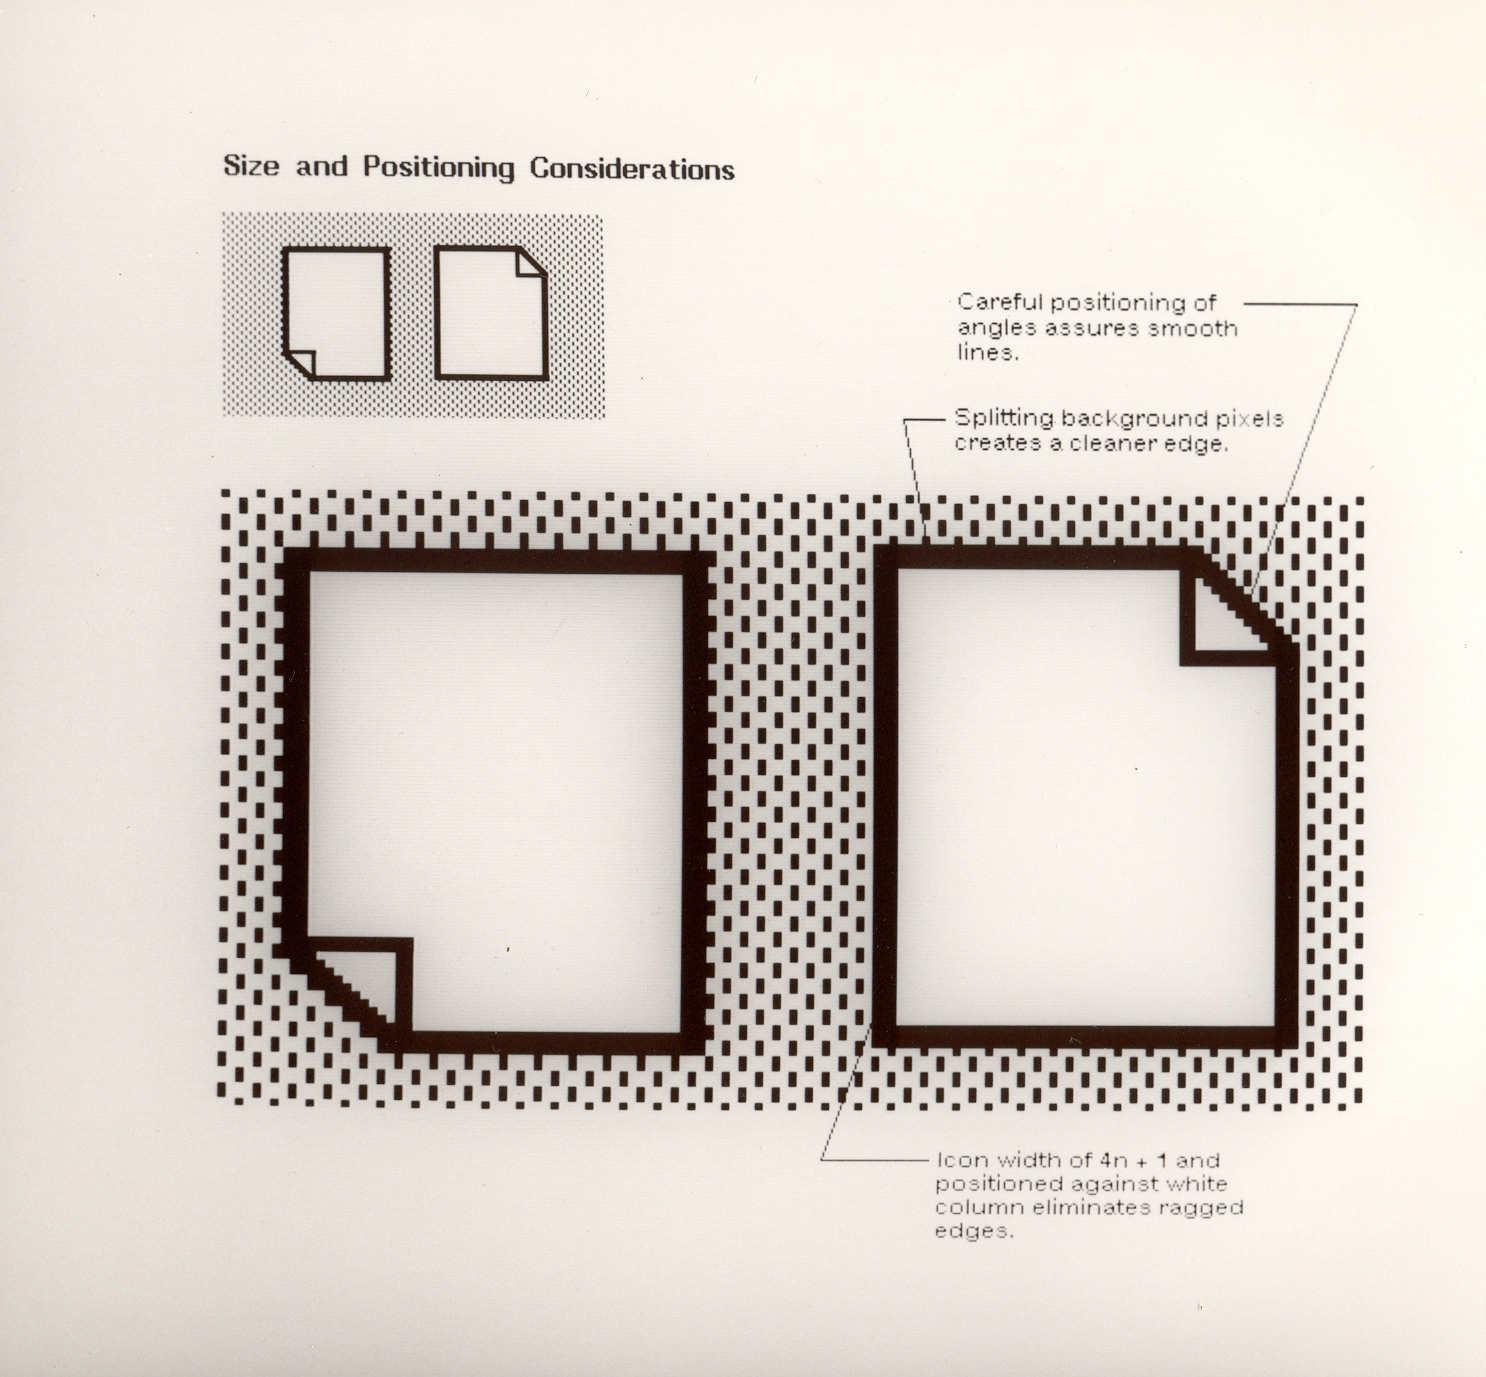 Size and Positioning Considerations
Careful positioning of
angles assures smooth
lines.
Splitting background pixels
creates a cleaner edge.
Icon width of 4n + 1 and
positioned against white
column eliminates ragged
edges.